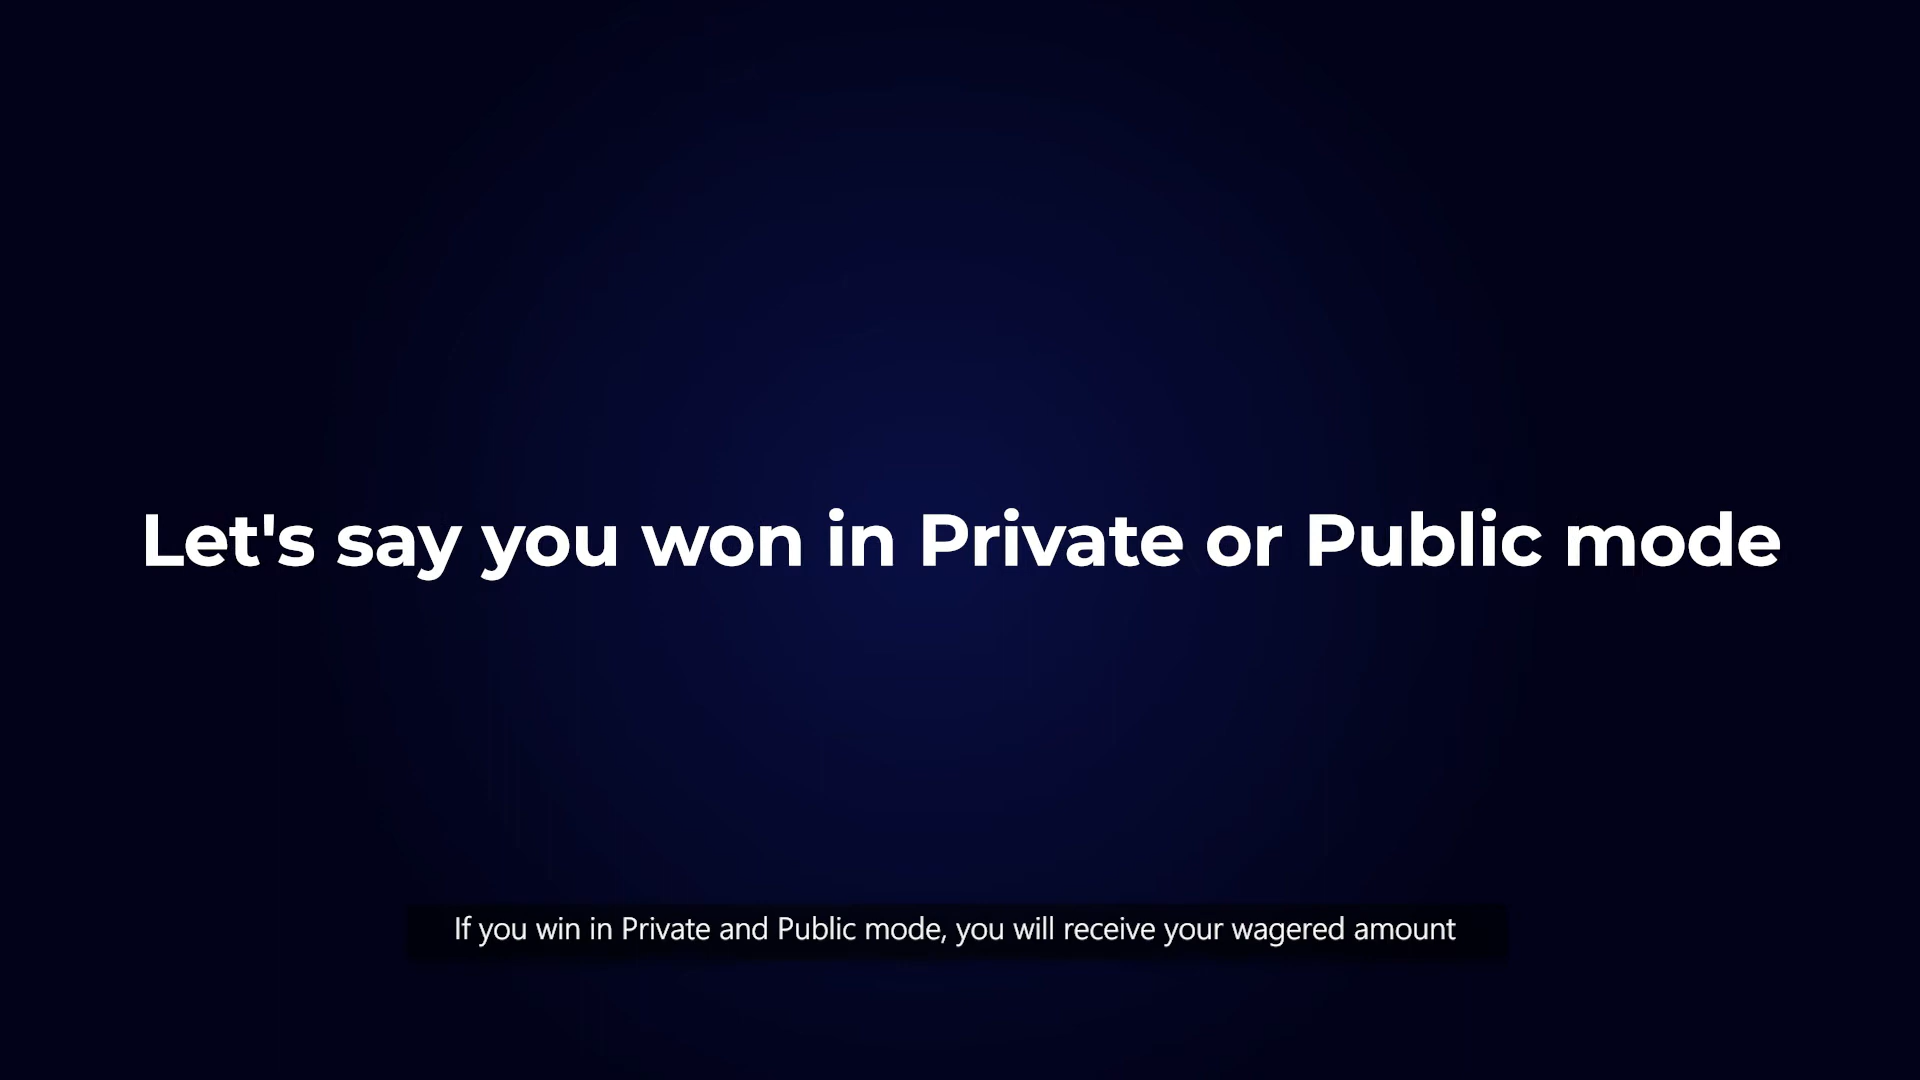 Let's say you won in Private or Public mode
If you win in Private and Public mode, you will receive your wagered amount